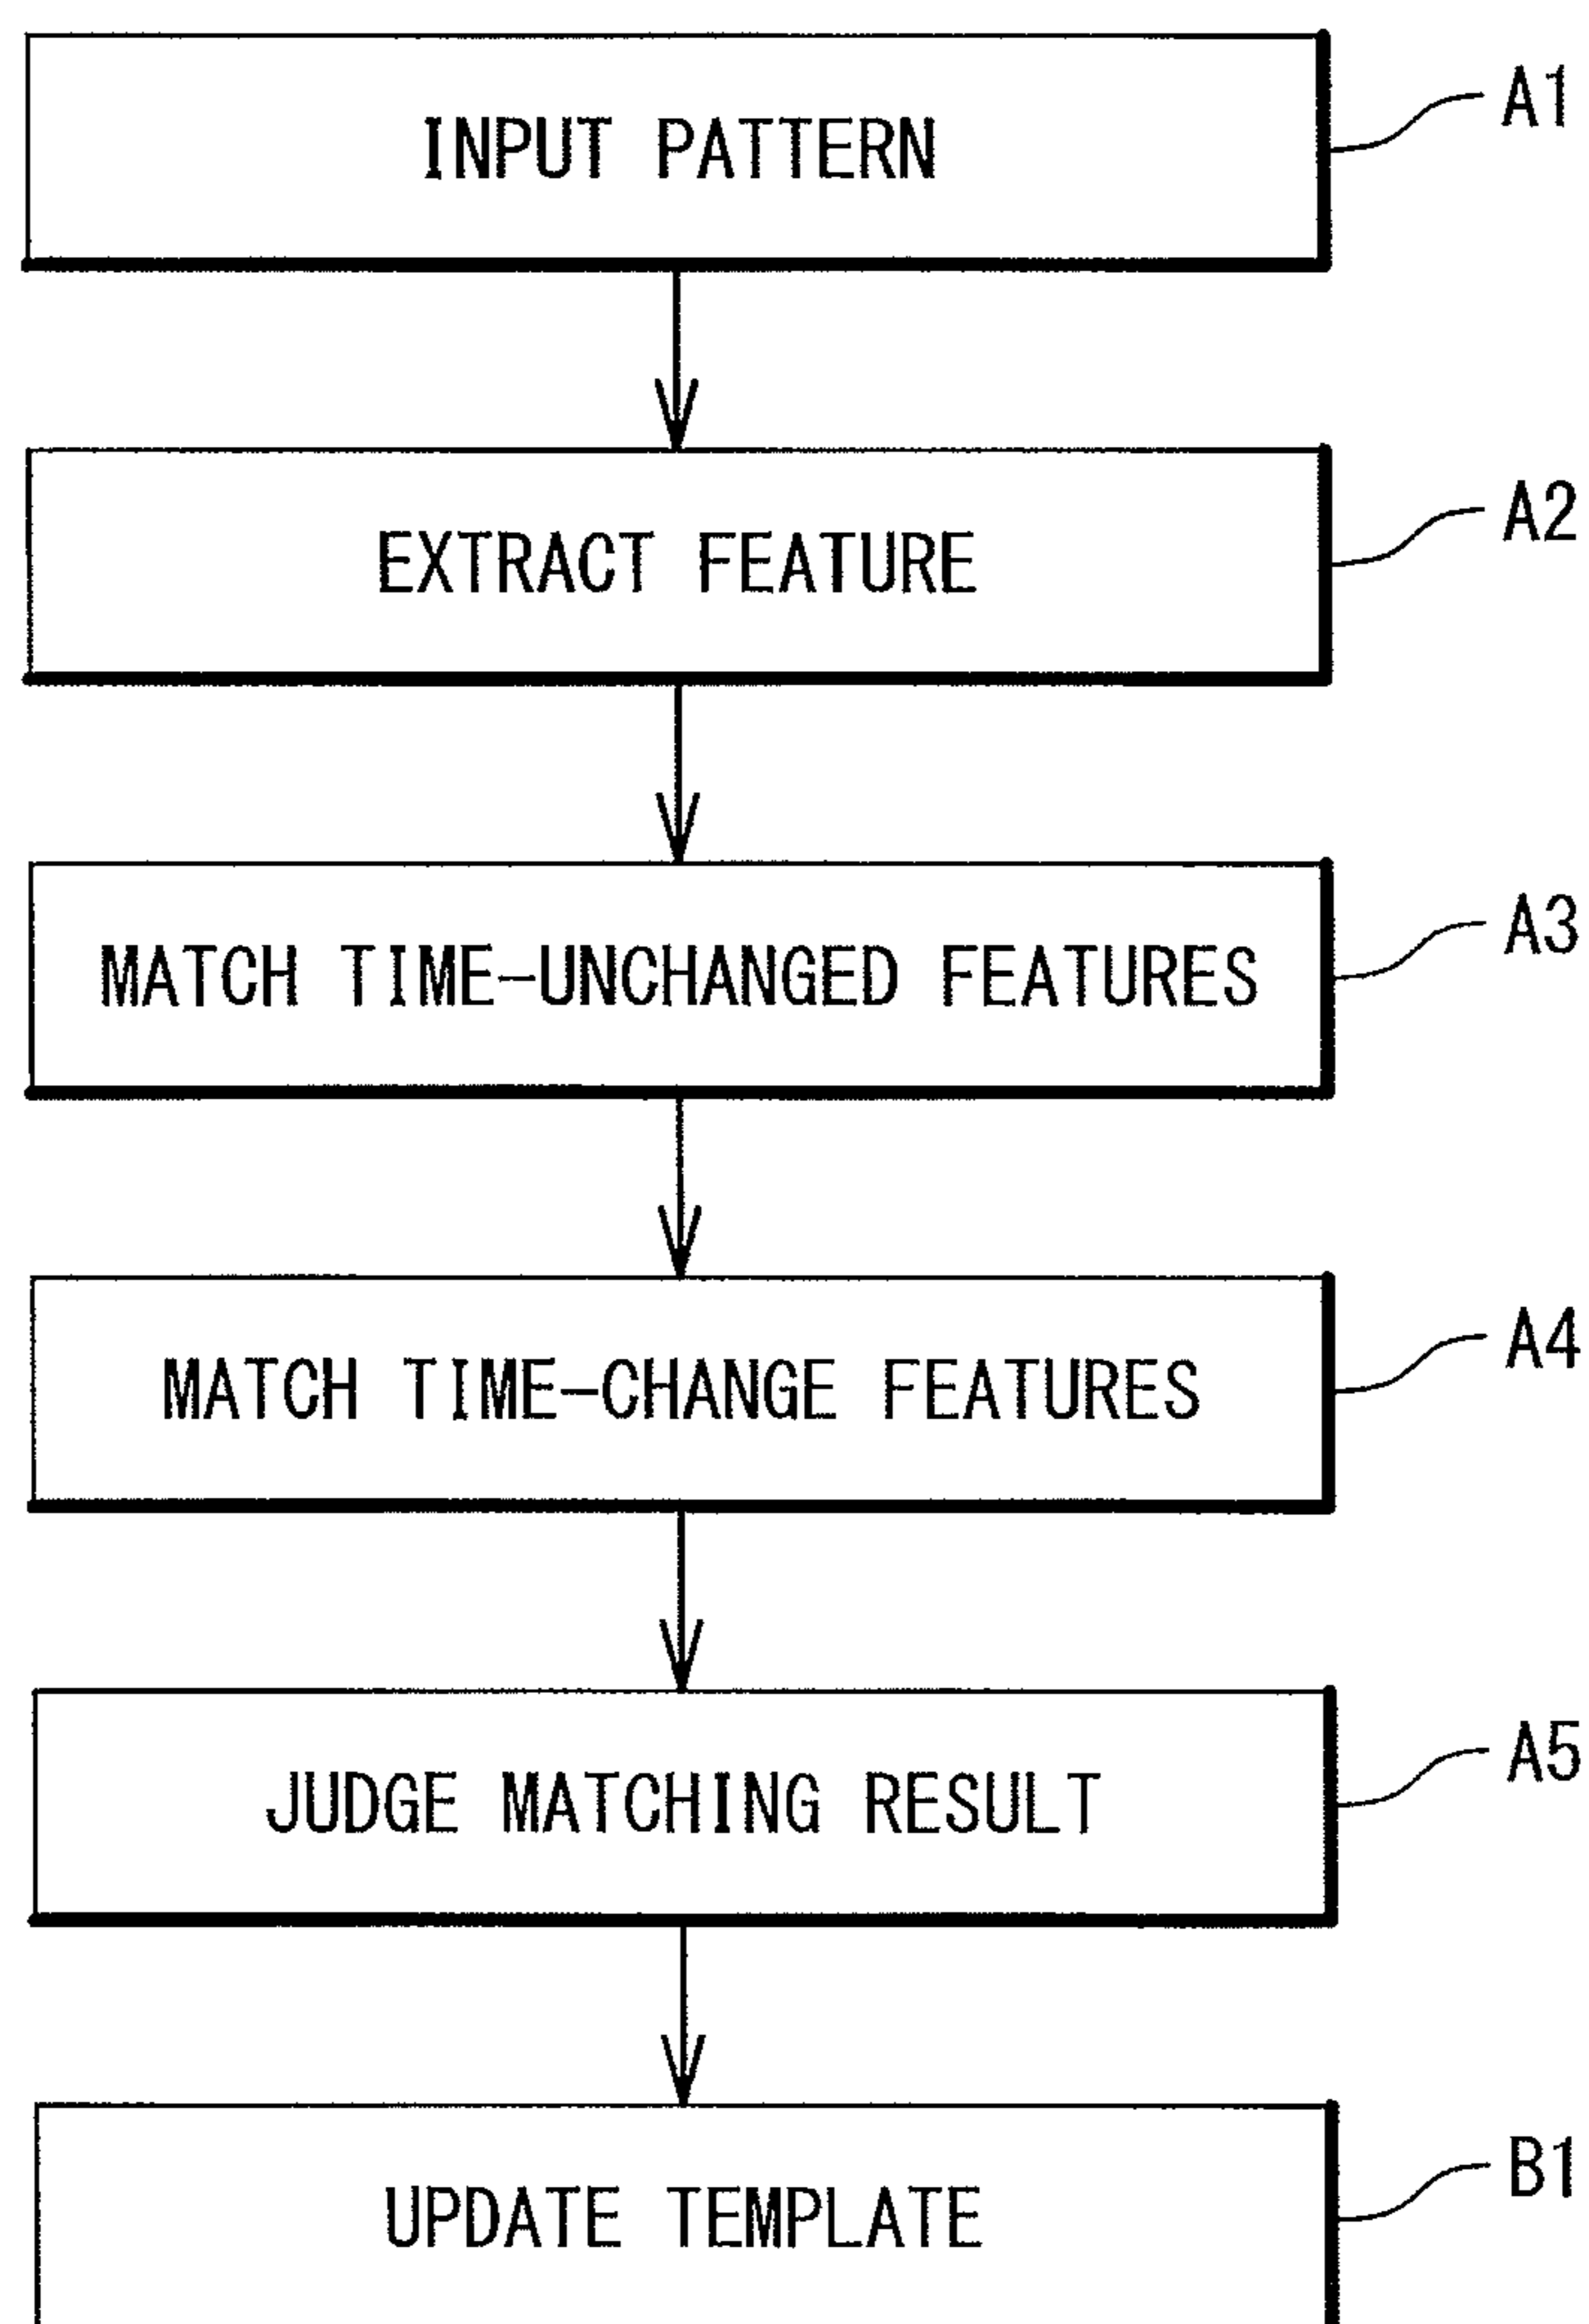 INPUT PATTERN
A1
EXTRACT FEATURE
A2
MATCH TIME-UNCHANGED FEATURES
A3
MATCH TIME-CHANGE FEATURES
A4
JUDGE MATCHING RESULT
A5
UPDATE TEMPLATE
B1